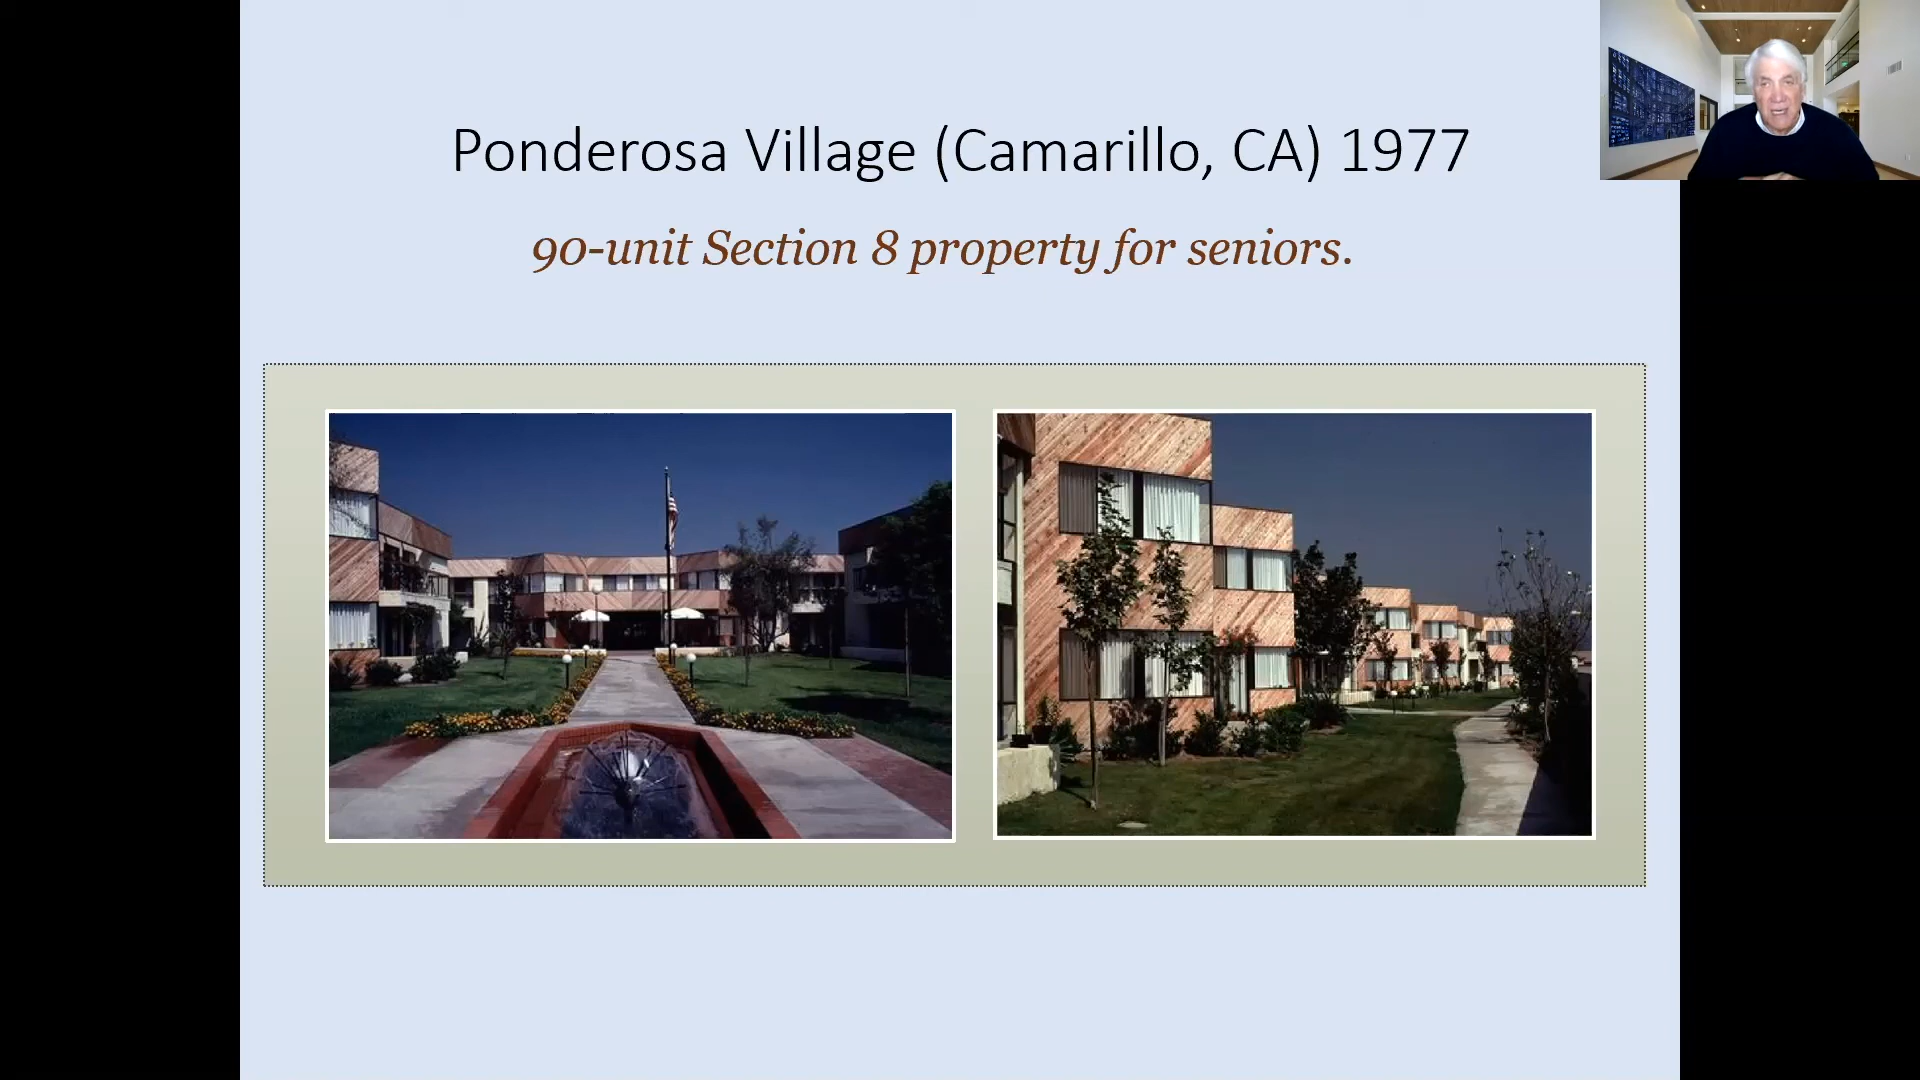 Ponderosa Village (Camarillo, CA) 1977
90-unit Section 8 property for seniors.